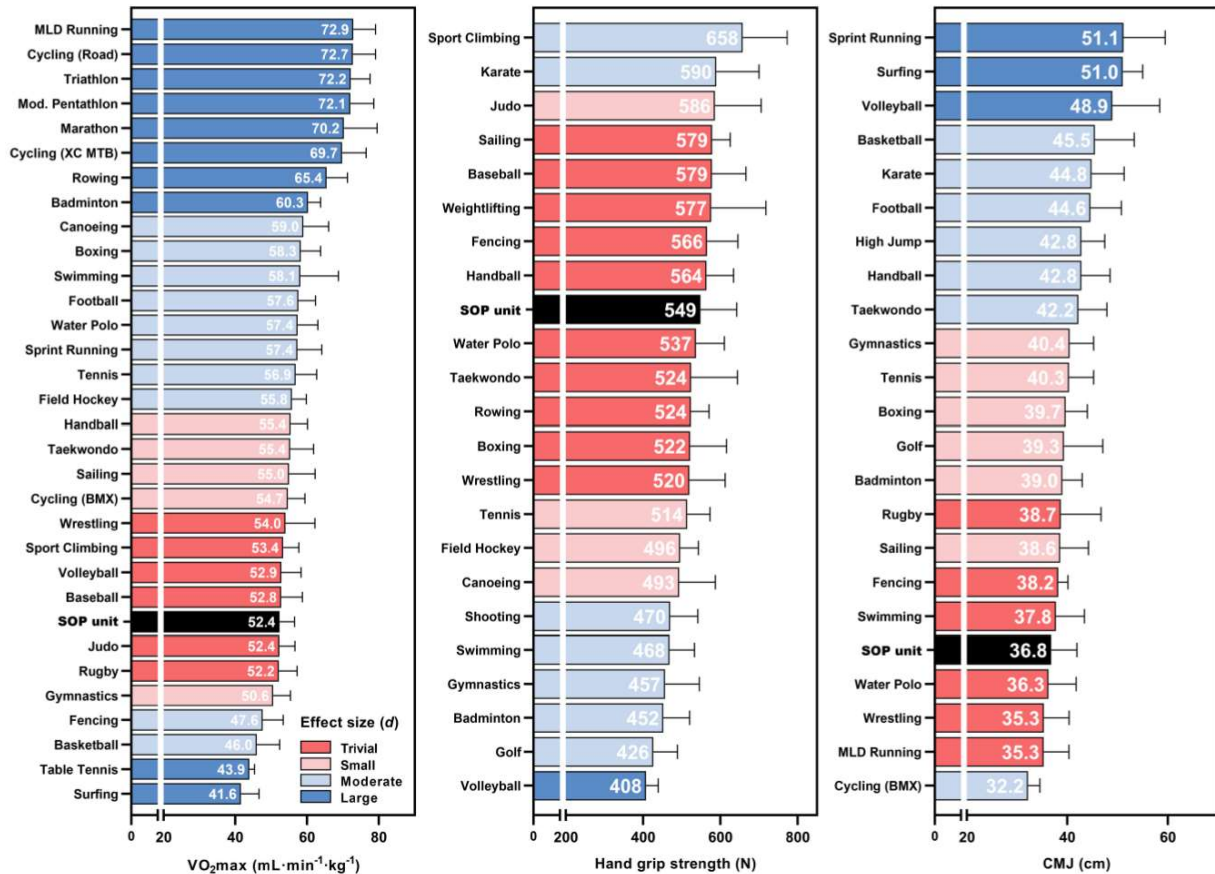 MLD Running 72.9
Cycling (Road) 72.7
Triathlon 72.2
Mod. Pentathlon 72.1
Marathon 70.2
Cycling (XC MTB) 69.7
Rowing 65.4
Badminton 60.3
Canoeing 59.0
Boxing 58.3
Swimming 58.1
Football 57.6
Water Polo 57.4
Sprint Running 57.4
Tennis 56.9
Field Hockey 55.8
Handball 55.4
Taekwondo 55.4
Sailing 55.0
Cycling (BMX) 54.7
Wrestling 54.0
Sport Climbing 53.4
Volleyball 52.9
Baseball 52.8
SOP unit 52.4
Judo 52.4
Rugby 52.2
Gymnastics 50.6
Fencing 47.6
Basketball 46.0
Table Tennis 43.9
Surfing 41.6
Effect size (d)
Trivial
Small
Moderate
Large
0 20 40 60 80
VO₂max (mL·min⁻¹·kg⁻¹)
Sport Climbing 658
Karate 590
Judo 586
Sailing 579
Baseball 579
Weightlifting 577
Fencing 566
Handball 564
SOP unit 549
Water Polo 537
Taekwondo 524
Rowing 524
Boxing 522
Wrestling 520
Tennis 514
Field Hockey 496
Canoeing 493
Shooting 470
Swimming 468
Gymnastics 457
Badminton 452
Golf 426
Volleyball 408
0 200 400 600 800
Hand grip strength (N)
Sprint Running 51.1
Surfing 51.0
Volleyball 48.9
Basketball 45.5
Karate 44.8
Football 44.6
High Jump 42.8
Handball 42.8
Taekwondo 42.2
Gymnastics 40.4
Tennis 40.3
Boxing 39.7
Golf 39.3
Badminton 39.0
Rugby 38.7
Sailing 38.6
Fencing 38.2
Swimming 37.8
SOP unit 36.8
Water Polo 36.3
Wrestling 35.3
MLD Running 35.3
Cycling (BMX) 32.2
0 20 40 60
CMJ (cm)